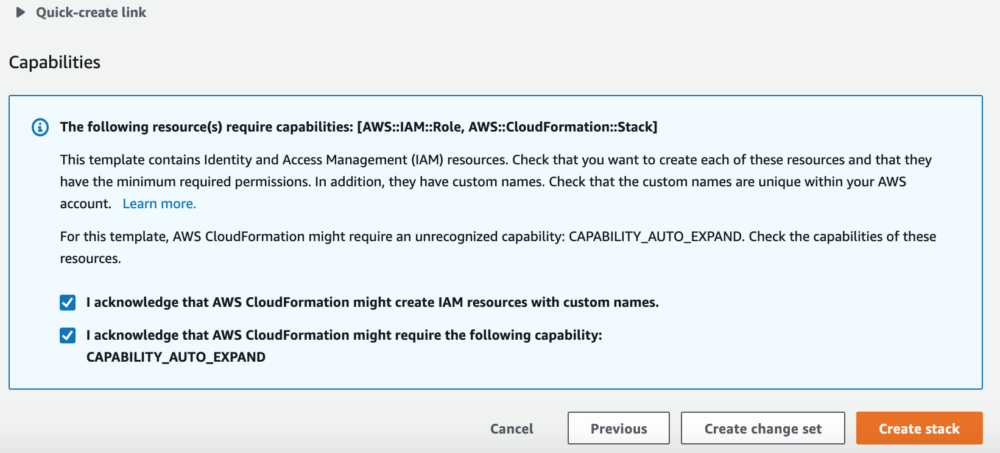 Quick-create link
Capabilities
The following resource(s) require capabilities: [AWS::IAM::Role, AWS::CloudFormation::Stack]
This template contains Identity and Access Management (IAM) resources. Check that you want to create each of these resources and that they
have the minimum required permissions. In addition, they have custom names. Check that the custom names are unique within your AWS
account. Learn more.
For this template, AWS CloudFormation might require an unrecognized capability: CAPABILITY_AUTO_EXPAND. Check the capabilities of these
resources.
I acknowledge that AWS CloudFormation might create IAM resources with custom names.
I acknowledge that AWS CloudFormation might require the following capability:
CAPABILITY_AUTO_EXPAND
Cancel Previous Create change set Create stack